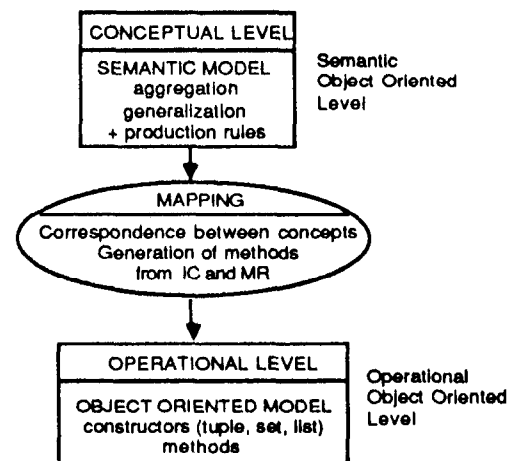 CONCEPTUAL LEVEL
SEMANTIC MODEL
aggregation
generalization
+ production rules
Semantic
Object Oriented
Level
MAPPING
Correspondence between concepts
Generation of methods
from IC and MR
OPERATIONAL LEVEL
OBJECT ORIENTED MODEL
constructors (tuple, set, list)
methods
Operational
Object Oriented
Level